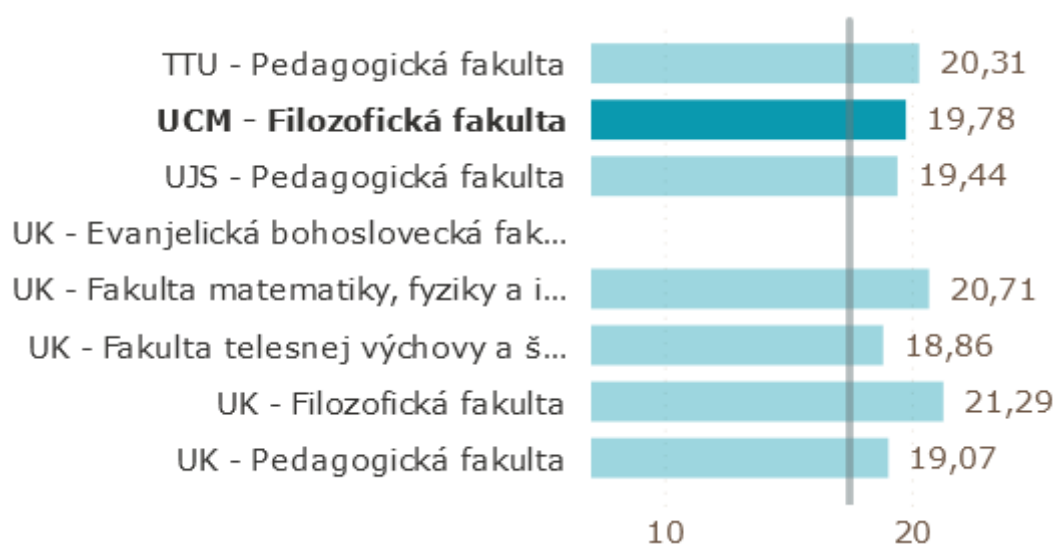 TTU - Pedagogická fakulta 20,31
UCM - Filozofická fakulta 19,78
UJS - Pedagogická fakulta 19,44
UK - Evanjelická bohoslovecká fak...
UK - Fakulta matematiky, fyziky a i... 20,71
UK - Fakulta telesnej výchovy a š... 18,86
UK - Filozofická fakulta 21,29
UK - Pedagogická fakulta 19,07
10 20